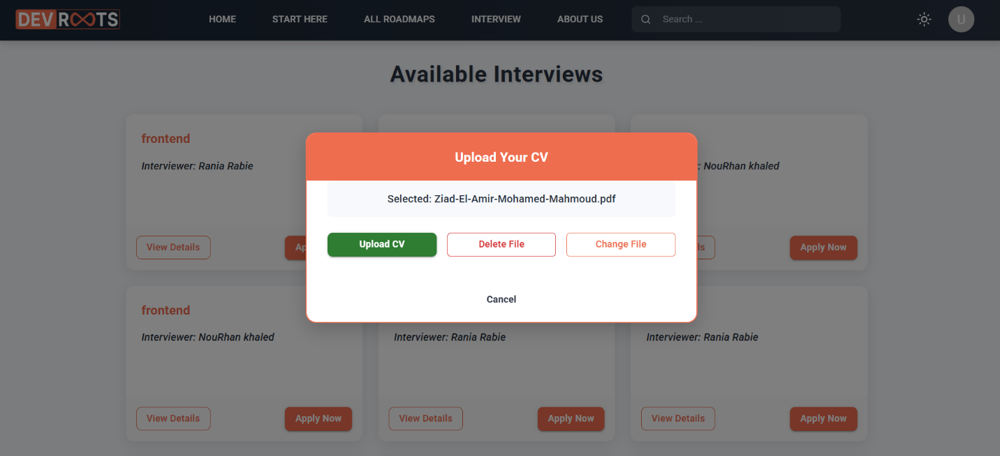 DEV ROOTS
HOME START HERE ALL ROADMAPS INTERVIEW ABOUT US Search ... U
Available Interviews
frontend
Interviewer: Rania Rabie
: NouRhan khaled
View Details
Apply Now
Upload Your CV
Selected: Ziad-El-Amir-Mohamed-Mahmoud.pdf
Upload CV Delete File Change File
Cancel
frontend
Interviewer: NouRhan khaled
Interviewer: Rania Rabie
Interviewer: Rania Rabie
View Details Apply Now
View Details Apply Now
View Details Apply Now